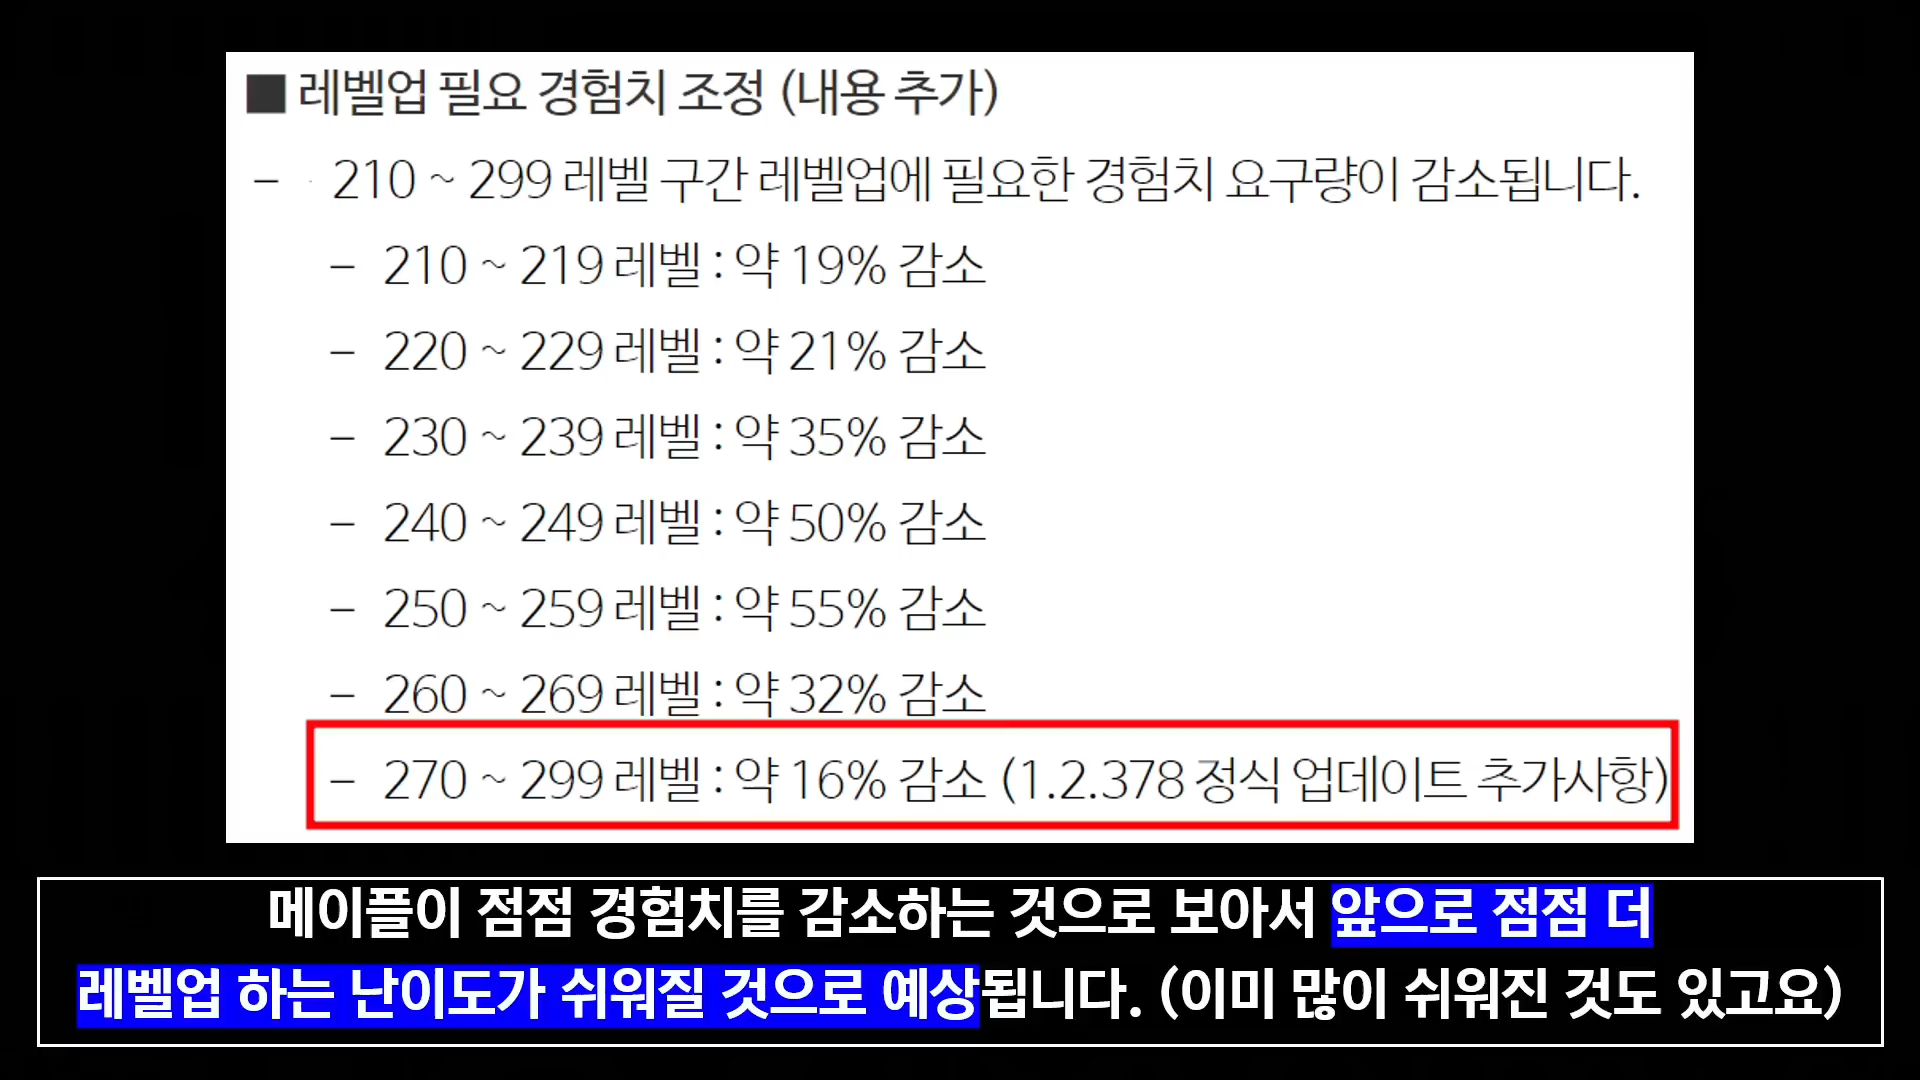 ■ 레벨업 필요 경험치 조정 (내용 추가)
- 210 ~ 299 레벨 구간 레벨업에 필요한 경험치 요구량이 감소됩니다.
- 210 ~ 219 레벨 : 약 19% 감소
- 220 ~ 229 레벨 : 약 21% 감소
- 230 ~ 239 레벨 : 약 35% 감소
- 240 ~ 249 레벨 : 약 50% 감소
- 250 ~ 259 레벨 : 약 55% 감소
- 260 ~ 269 레벨 : 약 32% 감소
- 270 ~ 299 레벨 : 약 16% 감소 (1.2.378 정식 업데이트 추가사항)
메이플이 점점 경험치를 감소하는 것으로 보아서 앞으로 점점 더
레벨업 하는 난이도가 쉬워질 것으로 예상됩니다. (이미 많이 쉬워진 것도 있고요)